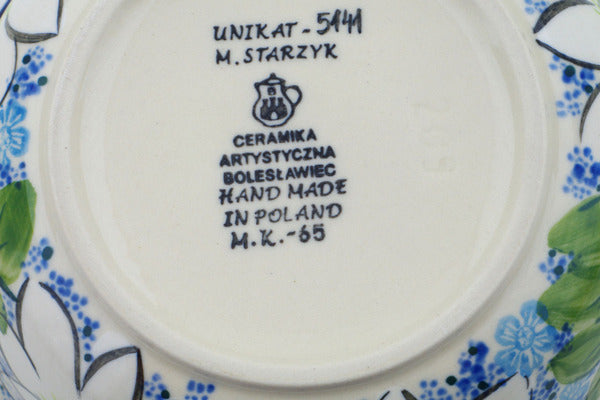 UNIKAT - 5141
M. STARZYK
CERAMIKA
ARTYSTYCZNA
BOLESŁAWIEC
HAND MADE
IN POLAND
M.K.-65